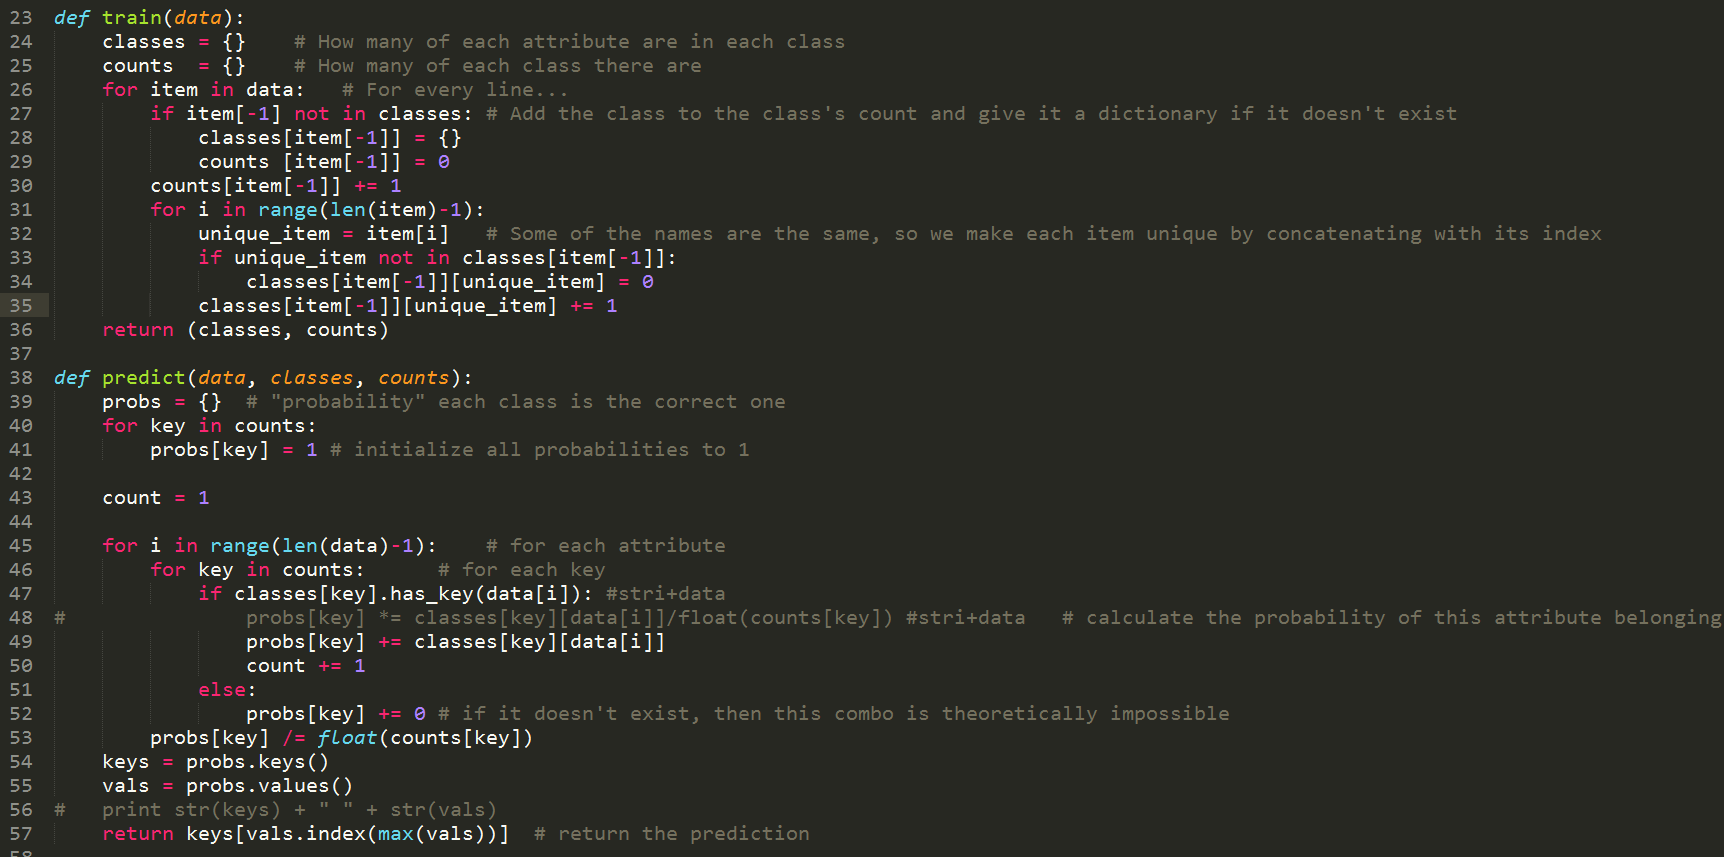 23 def train(data):
24     classes = {}    # How many of each attribute are in each class
25     counts  = {}    # How many of each class there are
26     for item in data:   # For every line...
27         if item[-1] not in classes: # Add the class to the class's count and give it a dictionary if it doesn't exist
28             classes[item[-1]] = {}
29             counts [item[-1]] = 0
30         counts[item[-1]] += 1
31         for i in range(len(item)-1):
32             unique_item = item[i]   # Some of the names are the same, so we make each item unique by concatenating with its index
33             if unique_item not in classes[item[-1]]:
34                 classes[item[-1]][unique_item] = 0
35             classes[item[-1]][unique_item] += 1
36     return (classes, counts)
37
38 def predict(data, classes, counts):
39     probs = {}  # "probability" each class is the correct one
40     for key in counts:
41         probs[key] = 1 # initialize all probabilities to 1
42
43     count = 1
44
45     for i in range(len(data)-1):    # for each attribute
46         for key in counts:      # for each key
47             if classes[key].has_key(data[i]): #stri+data
48 #               probs[key] *= classes[key][data[i]]/float(counts[key]) #stri+data   # calculate the probability of this attribute belonging
49                 probs[key] += classes[key][data[i]]
50                 count += 1
51             else:
52                 probs[key] += 0 # if it doesn't exist, then this combo is theoretically impossible
53         probs[key] /= float(counts[key])
54     keys = probs.keys()
55     vals = probs.values()
56 #   print str(keys) + " " + str(vals)
57     return keys[vals.index(max(vals))]  # return the prediction
58